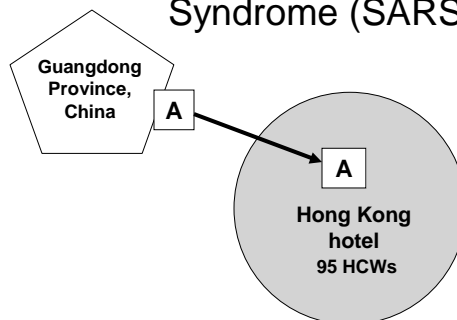 Syndrome (SARS
Guangdong
Province,
China
A
A
Hong Kong
hotel
95 HCWs